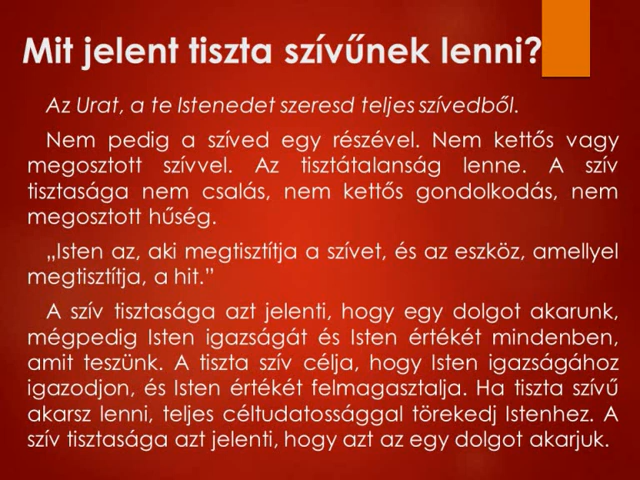 Mit jelent tiszta szívűnek lenni?
Az Urat, a te Istenedet szeresd teljes szívedből.
Nem pedig a szíved egy részével. Nem kettős vagy
megosztott szívvel. Az tisztátalanság lenne. A szív
tisztasága nem csalás, nem kettős gondolkodás, nem
megosztott hűség.
„Isten az, aki megtisztítja a szívet, és az eszköz, amellyel
megtisztítja, a hit.”
A szív tisztasága azt jelenti, hogy egy dolgot akarunk,
mégpedig Isten igazságát és Isten értékét mindenben,
amit teszünk. A tiszta szív célja, hogy Isten igazságához
igazodjon, és Isten értékét felmagasztalja. Ha tiszta szívű
akarsz lenni, teljes céltudatossággal törekedj Istenhez. A
szív tisztasága azt jelenti, hogy azt az egy dolgot akarjuk.